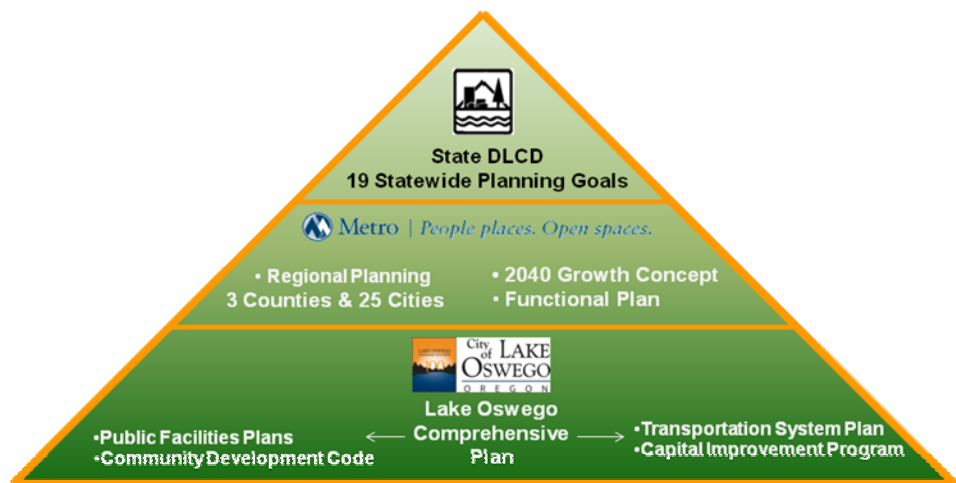 State DLCD
19 Statewide Planning Goals
Metro | People places. Open spaces.
• Regional Planning
3 Counties & 25 Cities
• 2040 Growth Concept
• Functional Plan
100
City of LAKE
OSWEGO
OREGON
Lake Oswego
Comprehensive
Plan
•Public Facilities Plans
•Community Development Code
•Transportation System Plan
•Capital Improvement Program